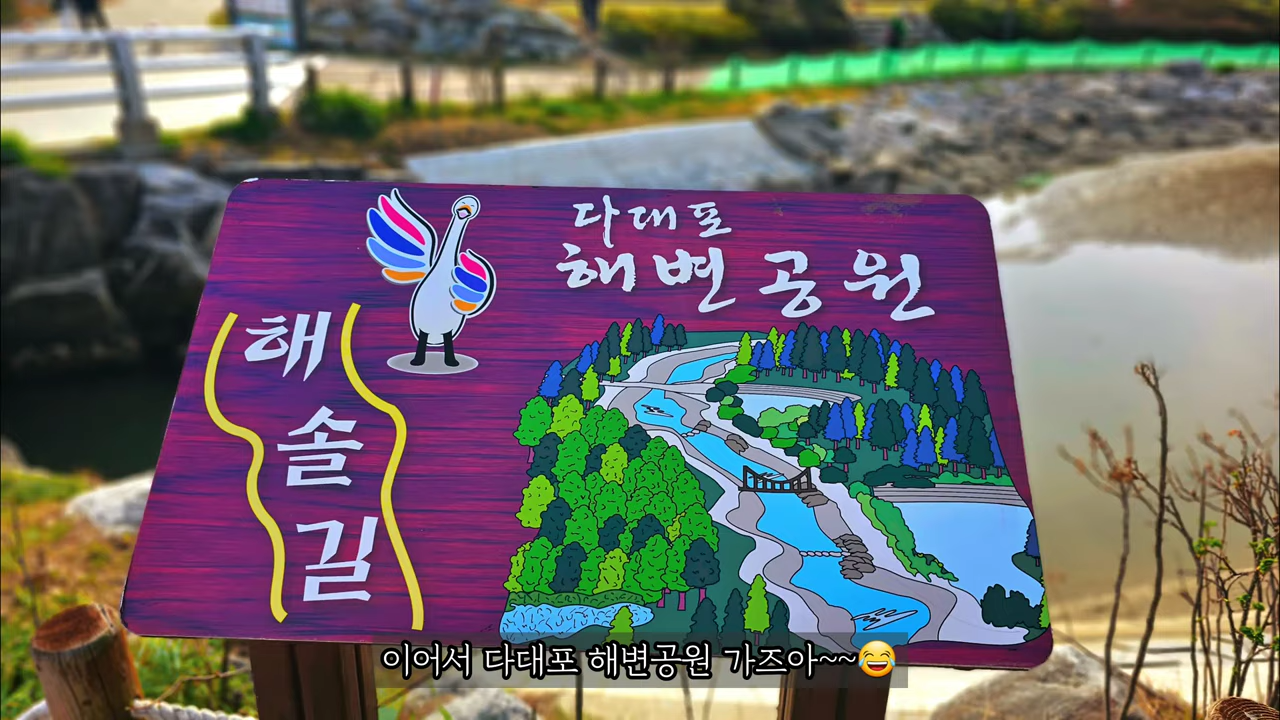 다대포
해변공원
해
솔
길
이어서 다대포 해변공원 가즈아~~😂